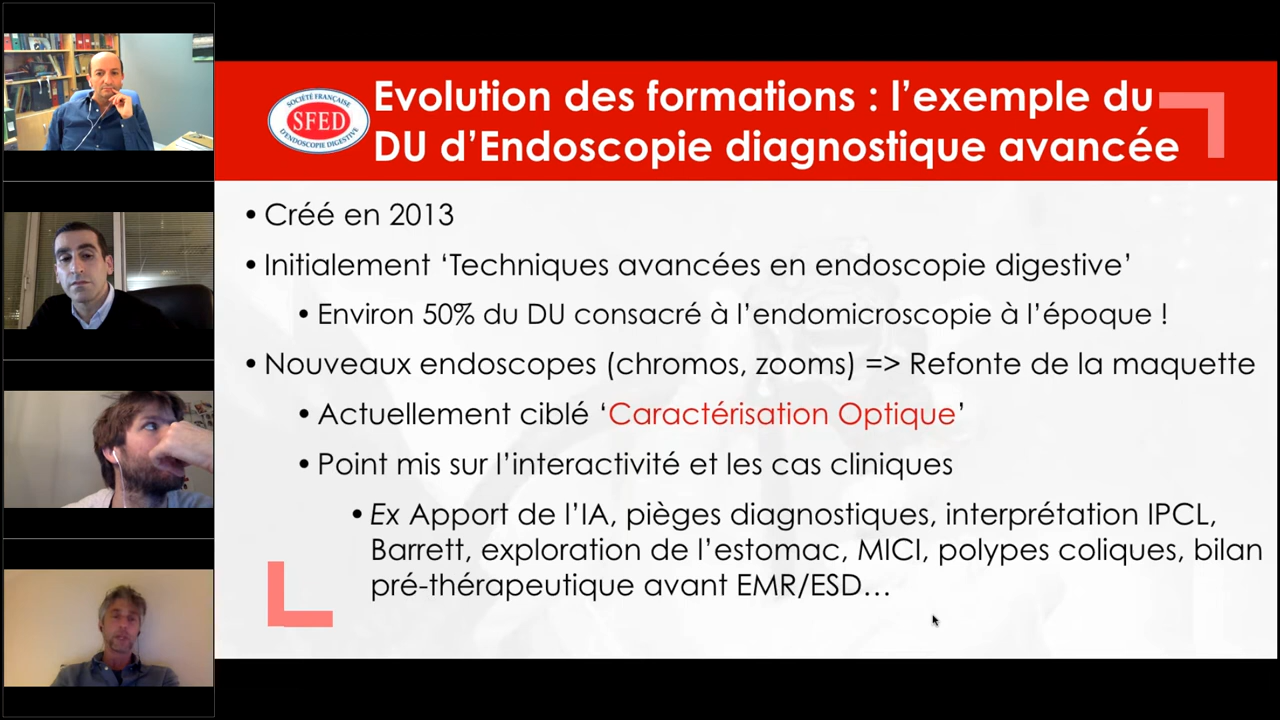 SOCIÉTÉ FRANÇAISE
SFED
D'ENDOSCOPIE DIGESTIVE
Evolution des formations : l’exemple du
DU d’Endoscopie diagnostique avancée
• Créé en 2013
• Initialement ‘Techniques avancées en endoscopie digestive’
• Environ 50% du DU consacré à l’endomicroscopie à l’époque !
• Nouveaux endoscopes (chromos, zooms) => Refonte de la maquette
• Actuellement ciblé ‘Caractérisation Optique’
• Point mis sur l’interactivité et les cas cliniques
• Ex Apport de l’IA, pièges diagnostiques, interprétation IPCL,
Barrett, exploration de l’estomac, MICI, polypes coliques, bilan
pré-thérapeutique avant EMR/ESD…